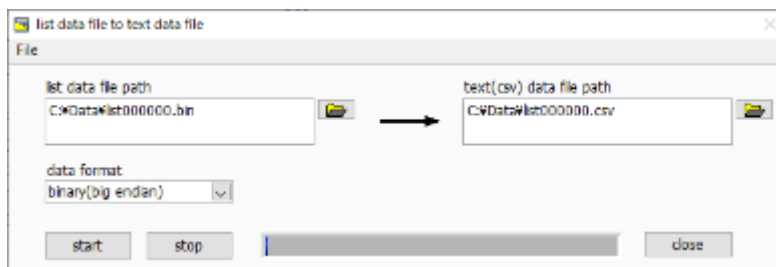 list data file to text data file
File
list data file path
text(csv) data file path
C:¥Data¥list000000.bin
C:¥Data¥list000000.csv
data format
binary(big endian)
start
stop
close